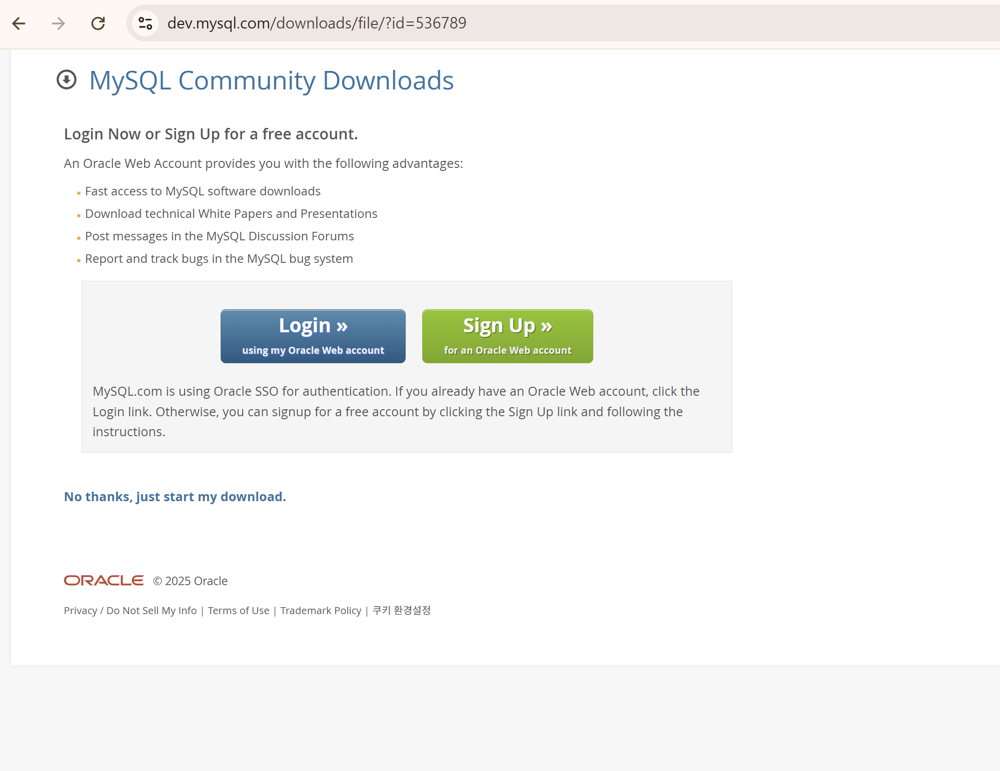 dev.mysql.com/downloads/file/?id=536789
MySQL Community Downloads
Login Now or Sign Up for a free account.
An Oracle Web Account provides you with the following advantages:
Fast access to MySQL software downloads
Download technical White Papers and Presentations
Post messages in the MySQL Discussion Forums
Report and track bugs in the MySQL bug system
Login »
using my Oracle Web account
Sign Up »
for an Oracle Web account
MySQL.com is using Oracle SSO for authentication. If you already have an Oracle Web account, click the
Login link. Otherwise, you can signup for a free account by clicking the Sign Up link and following the
instructions.
No thanks, just start my download.
ORACLE © 2025 Oracle
Privacy / Do Not Sell My Info | Terms of Use | Trademark Policy | 쿠키 환경설정